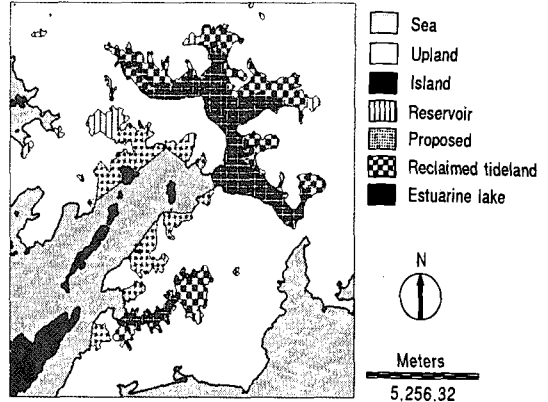 Sea
Upland
Island
Reservoir
Proposed
Reclaimed tideland
Estuarine lake
N
Meters
5,256,32